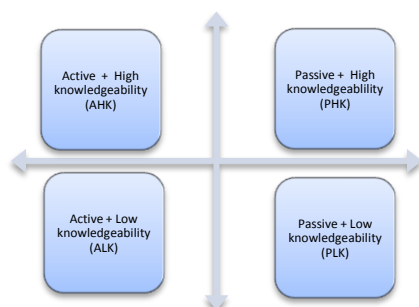 Active + High
knowledgeability
(AHK)
Passive + High
knowledgeablility
(PHK)
Active + Low
knowledgeability
(ALK)
Passive + Low
knowledgeability
(PLK)